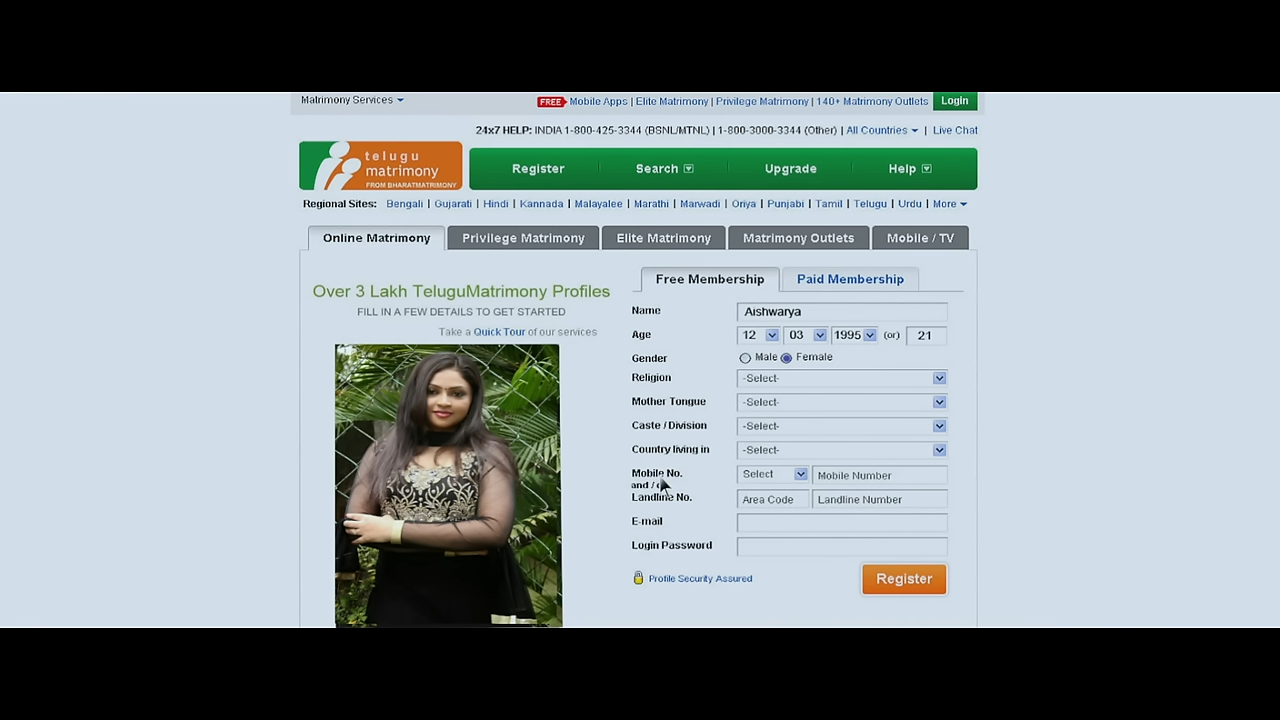 Matrimony Services
FREE Mobile Apps | Elite Matrimony | Privilege Matrimony | 140+ Matrimony Outlets Login
24x7 HELP: INDIA 1-800-425-3344 (BSNL/MTNL) | 1-800-3000-3344 (Other) | All Countries | Live Chat
telugu
matrimony
FROM BHARATMATRIMONY
Register Search Upgrade Help
Regional Sites: Bengali | Gujarati | Hindi | Kannada | Malayalee | Marathi | Marwadi | Oriya | Punjabi | Tamil | Telugu | Urdu | More
Online Matrimony Privilege Matrimony Elite Matrimony Matrimony Outlets Mobile / TV
Free Membership Paid Membership
Over 3 Lakh TeluguMatrimony Profiles
FILL IN A FEW DETAILS TO GET STARTED
Take a Quick Tour of our services
Name Aishwarya
Age 12 03 1995 (or) 21
Gender Male Female
Religion -Select-
Mother Tongue -Select-
Caste / Division -Select-
Country living in -Select-
Mobile No. Select Mobile Number
and /
Landline No. Area Code Landline Number
E-mail
Login Password
Profile Security Assured Register